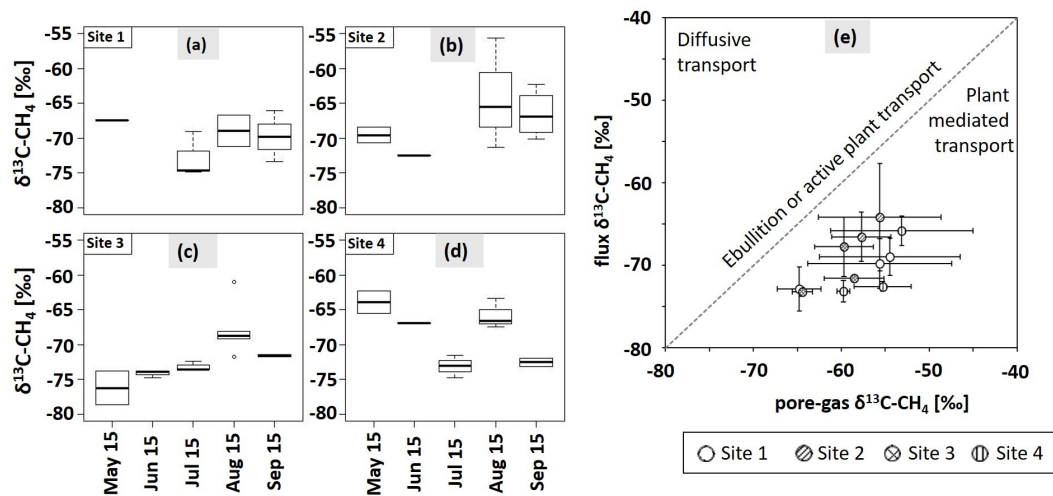 Site 1
(a)
-55
-60
-65
-70
-75
-80
δ¹³C-CH₄ [‰]
Site 2
(b)
-55
-60
-65
-70
-75
-80
Site 3
(c)
-55
-60
-65
-70
-75
-80
δ¹³C-CH₄ [‰]
May 15
Jun 15
Jul 15
Aug 15
Sep 15
Site 4
(d)
-55
-60
-65
-70
-75
-80
May 15
Jun 15
Jul 15
Aug 15
Sep 15
(e)
Diffusive
transport
Ebullition or active plant transport
Plant
mediated
transport
-40
-50
-60
-70
-80
flux δ¹³C-CH₄ [‰]
-80
-70
-60
-50
-40
pore-gas δ¹³C-CH₄ [‰]
Site 1
Site 2
Site 3
Site 4